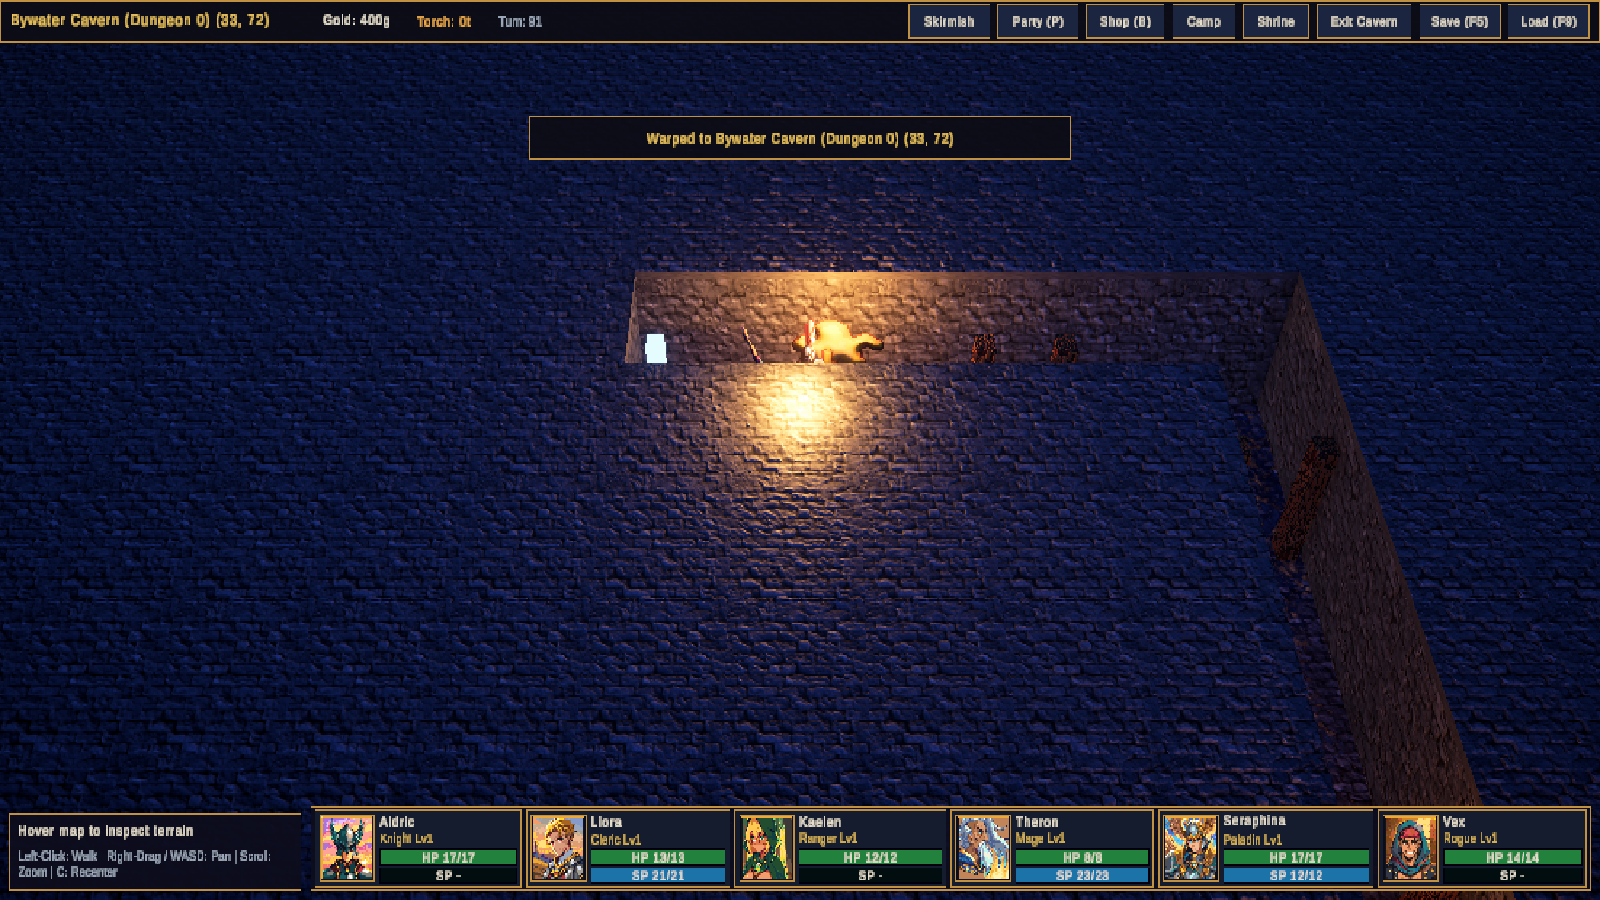 Bywater Cavern (Dungeon 0) (33, 72)
Gold: 400g
Torch: 0t
Turn: 91
Skirmish
Party (P)
Shop (B)
Camp
Shrine
Exit Cavern
Save (F5)
Load (F9)
Warped to Bywater Cavern (Dungeon 0) (33, 72)
Hover map to inspect terrain
Left-Click: Walk Right-Drag / WASD: Pan | Scroll:
Zoom | C: Recenter
Aldric
Knight Lv1
HP 17/17
SP -
Liora
Cleric Lv1
HP 13/13
SP 21/21
Kaelen
Ranger Lv1
HP 12/12
SP -
Theron
Mage Lv1
HP 8/8
SP 23/23
Seraphina
Paladin Lv1
HP 17/17
SP 12/12
Vex
Rogue Lv1
HP 14/14
SP -